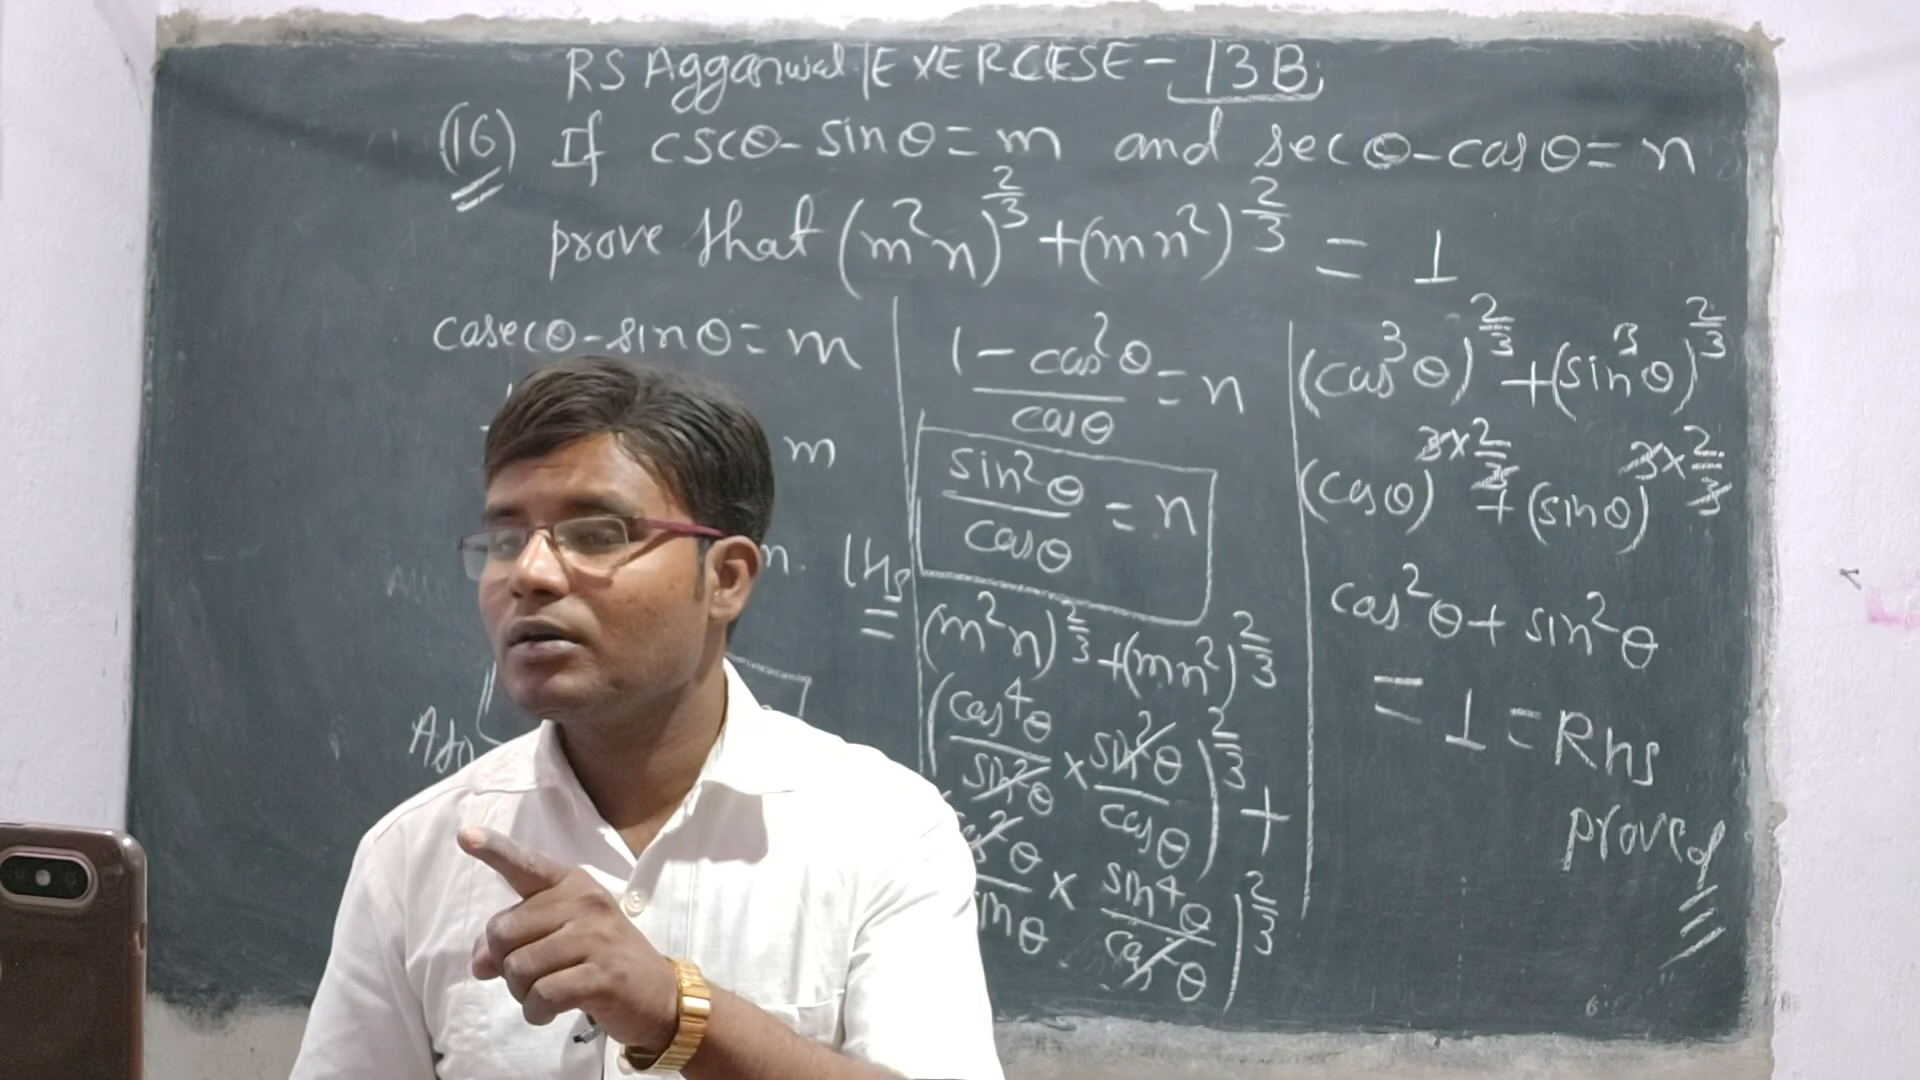 RS Aggarwal/EXERCISE - 13B
(16) If cscθ - sinθ = m and secθ - cosθ = n
prove that (m²n)^(2/3) + (mn²)^(2/3) = 1
cosecθ - sinθ = m
m
n.
LHS
1 - cos²θ / cosθ = n
sin²θ / cosθ = n
(m²n)^(2/3) + (mn²)^(2/3)
(cos⁴θ / sin²θ × sin²θ / cosθ)^(2/3) +
θ / θ × sin⁴θ / cos²θ)^(2/3)
(cos³θ)^(2/3) + (sin³θ)^(2/3)
(cosθ)^(3×2/3) + (sinθ)^(3×2/3)
cos²θ + sin²θ
= 1 = RHS
proved